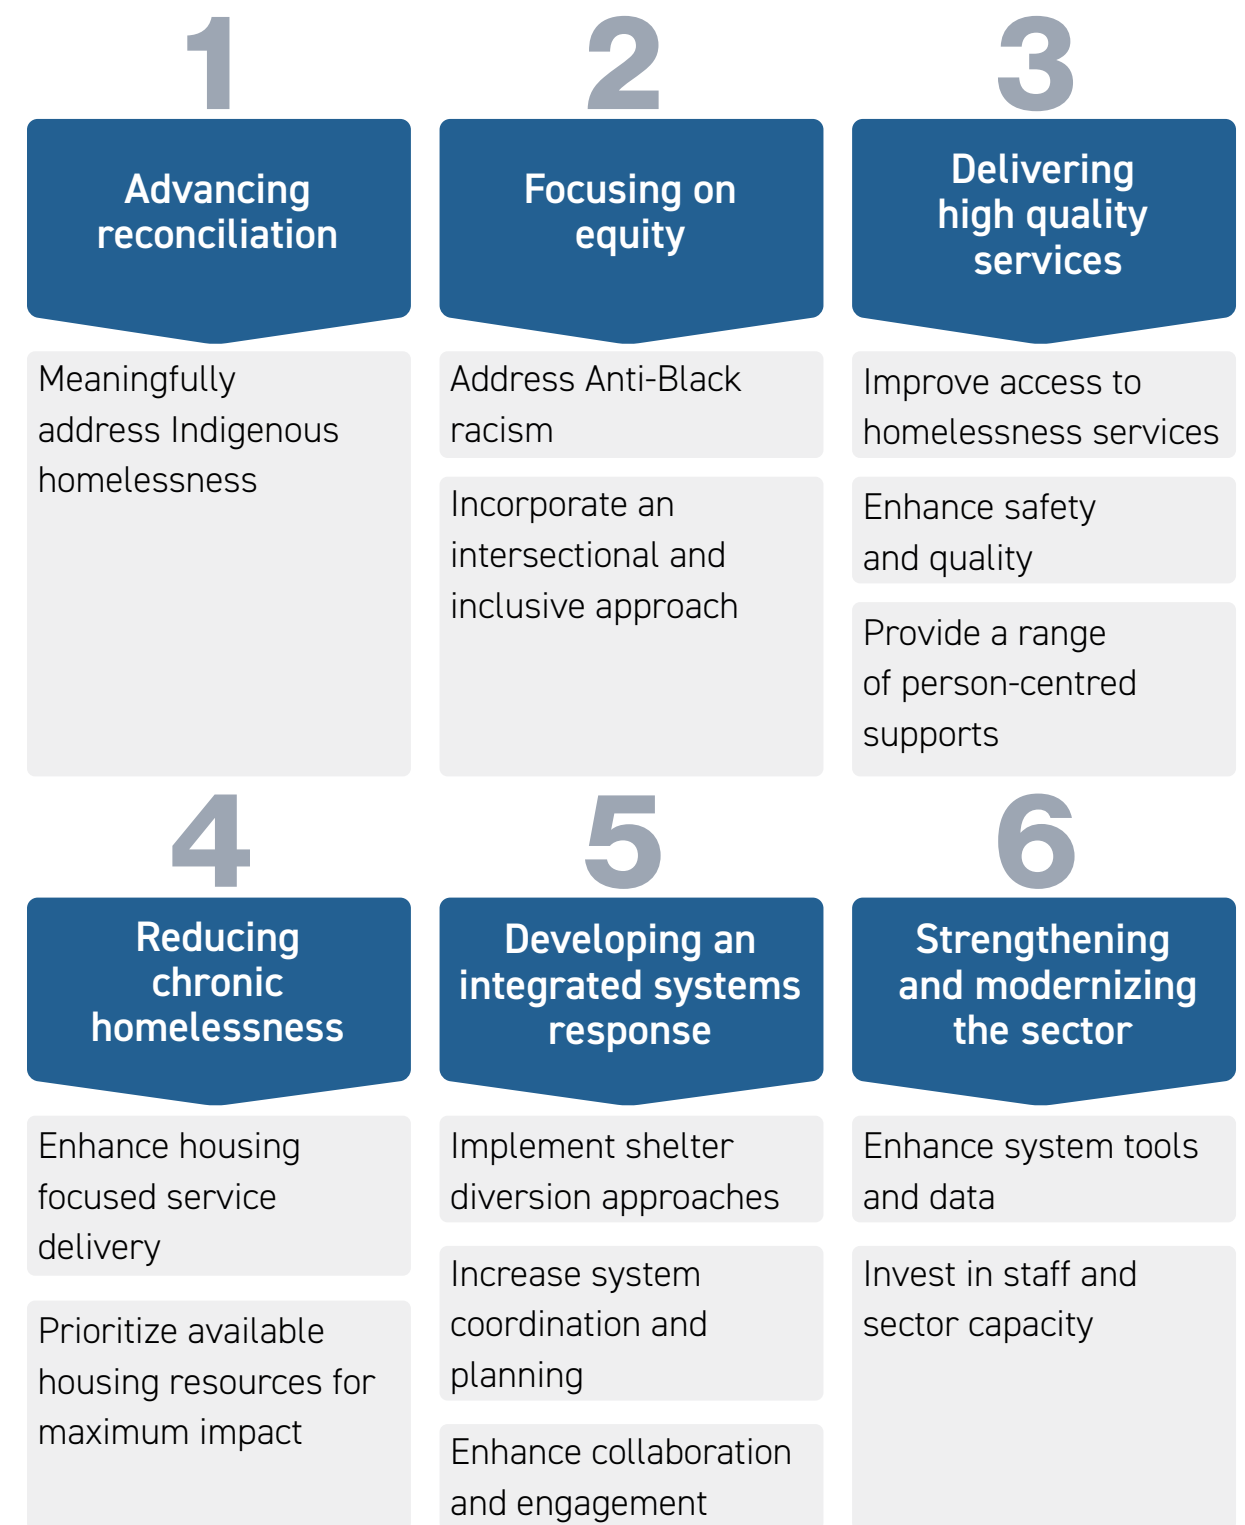 1
Advancing
reconciliation
Meaningfully
address Indigenous
homelessness
2
Focusing on
equity
Address Anti-Black
racism
Incorporate an
intersectional and
inclusive approach
3
Delivering
high quality
services
Improve access to
homelessness services
Enhance safety
and quality
Provide a range
of person-centred
supports
4
Reducing
chronic
homelessness
Enhance housing
focused service
delivery
Prioritize available
housing resources for
maximum impact
5
Developing an
integrated systems
response
Implement shelter
diversion approaches
Increase system
coordination and
planning
Enhance collaboration
and engagement
6
Strengthening
and modernizing
the sector
Enhance system tools
and data
Invest in staff and
sector capacity